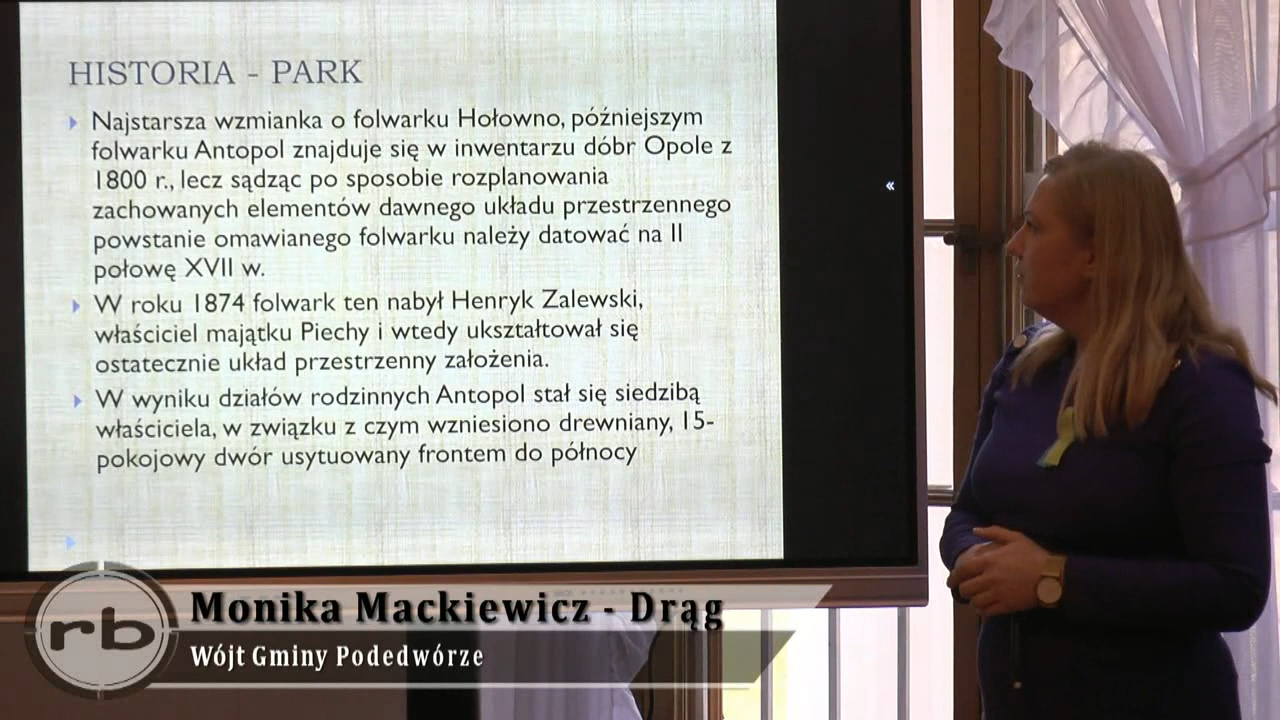 HISTORIA - PARK
Najstarsza wzmianka o folwarku Hołowno, późniejszym
folwarku Antopol znajduje się w inwentarzu dóbr Opole z
1800 r., lecz sądząc po sposobie rozplanowania
zachowanych elementów dawnego układu przestrzennego
powstanie omawianego folwarku należy datować na II
połowę XVII w.
W roku 1874 folwark ten nabył Henryk Zalewski,
właściciel majątku Piechy i wtedy ukształtował się
ostatecznie układ przestrzenny założenia.
W wyniku działów rodzinnych Antopol stał się siedzibą
właściciela, w związku z czym wzniesiono drewniany, 15-
pokojowy dwór usytuowany frontem do północy
«
rb
Monika Mackiewicz - Drąg
Wójt Gminy Podedwórze